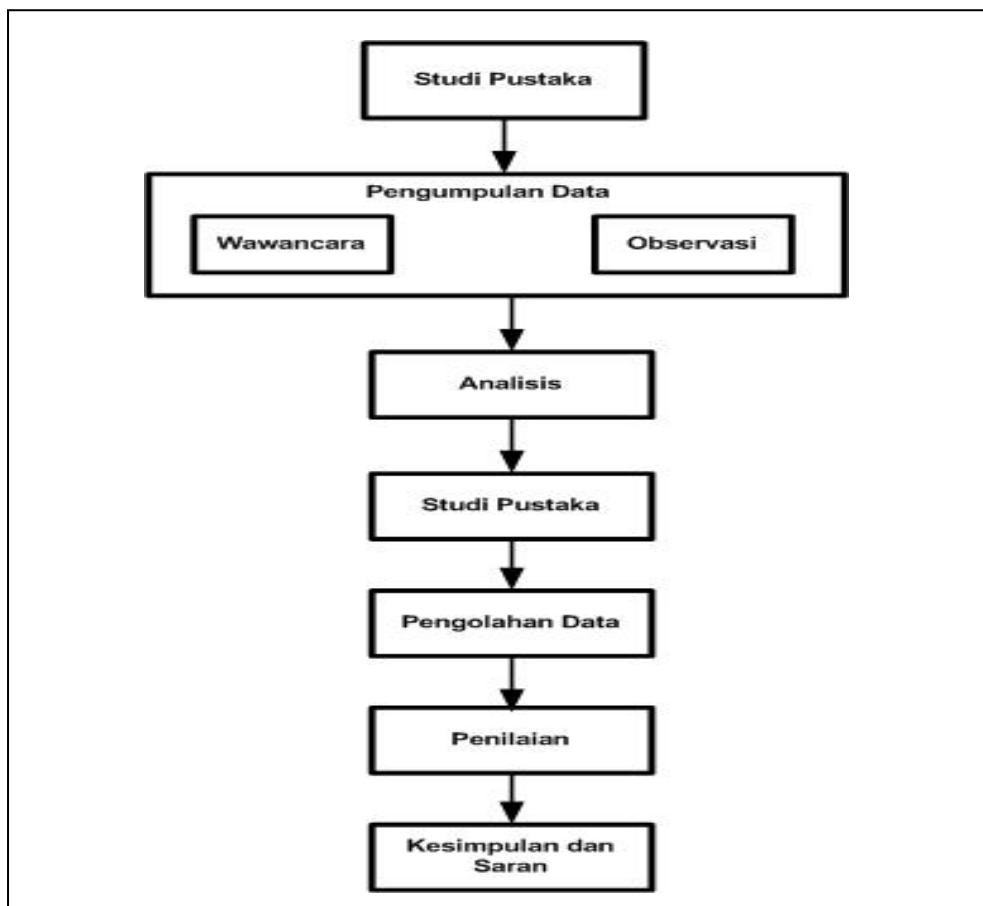 Studi Pustaka
Pengumpulan Data
Wawancara
Observasi
Analisis
Studi Pustaka
Pengolahan Data
Penilaian
Kesimpulan dan
Saran